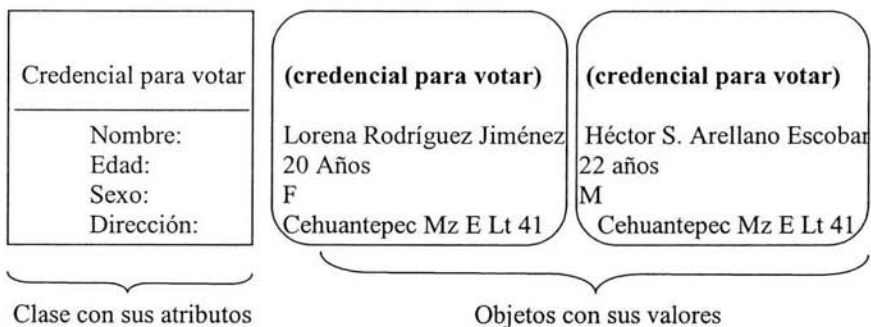 Credencial para votar
Nombre:
Edad:
Sexo:
Dirección:
(credencial para votar)
Lorena Rodríguez Jiménez
20 Años
F
Cehuantepec Mz E Lt 41
(credencial para votar)
Héctor S. Arellano Escobar
22 años
M
Cehuantepec Mz E Lt 41
Clase con sus atributos
Objetos con sus valores